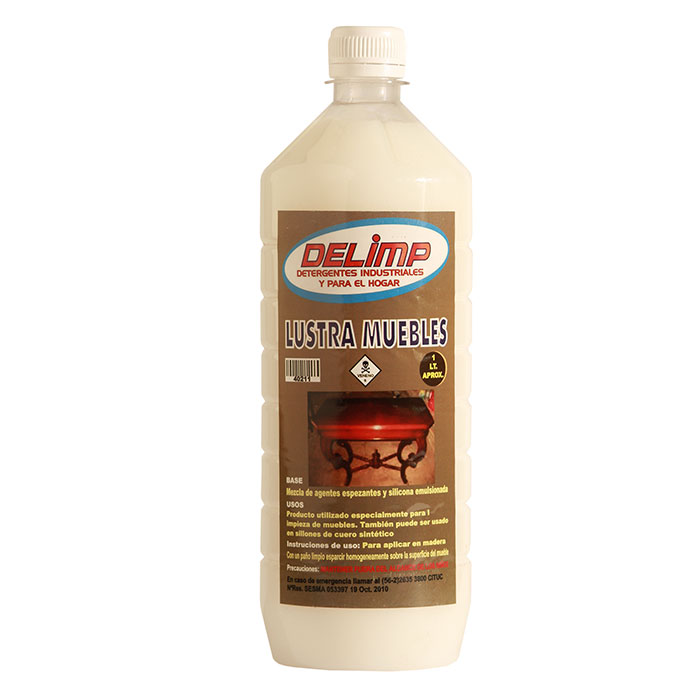 DELIMP
DETERGENTES INDUSTRIALES
Y PARA EL HOGAR
LUSTRA MUEBLES
40211
VENENO
6
1
LT.
APROX.
BASE
Mezcla de agentes espezantes y silicona emulsionada
USOS
Producto utilizado especialmente para l
impieza de muebles. También puede ser usado
en sillones de cuero sintético
Instruciones de uso: Para aplicar en madera
Con un paño limpio esparcir homogeneamente sobre la superficie del mueble
Precauciones:
En caso de emergencia llamar al (56-2)2635 3800 CITUC
NºRes. SESMA 053397 19 Oct. 2010